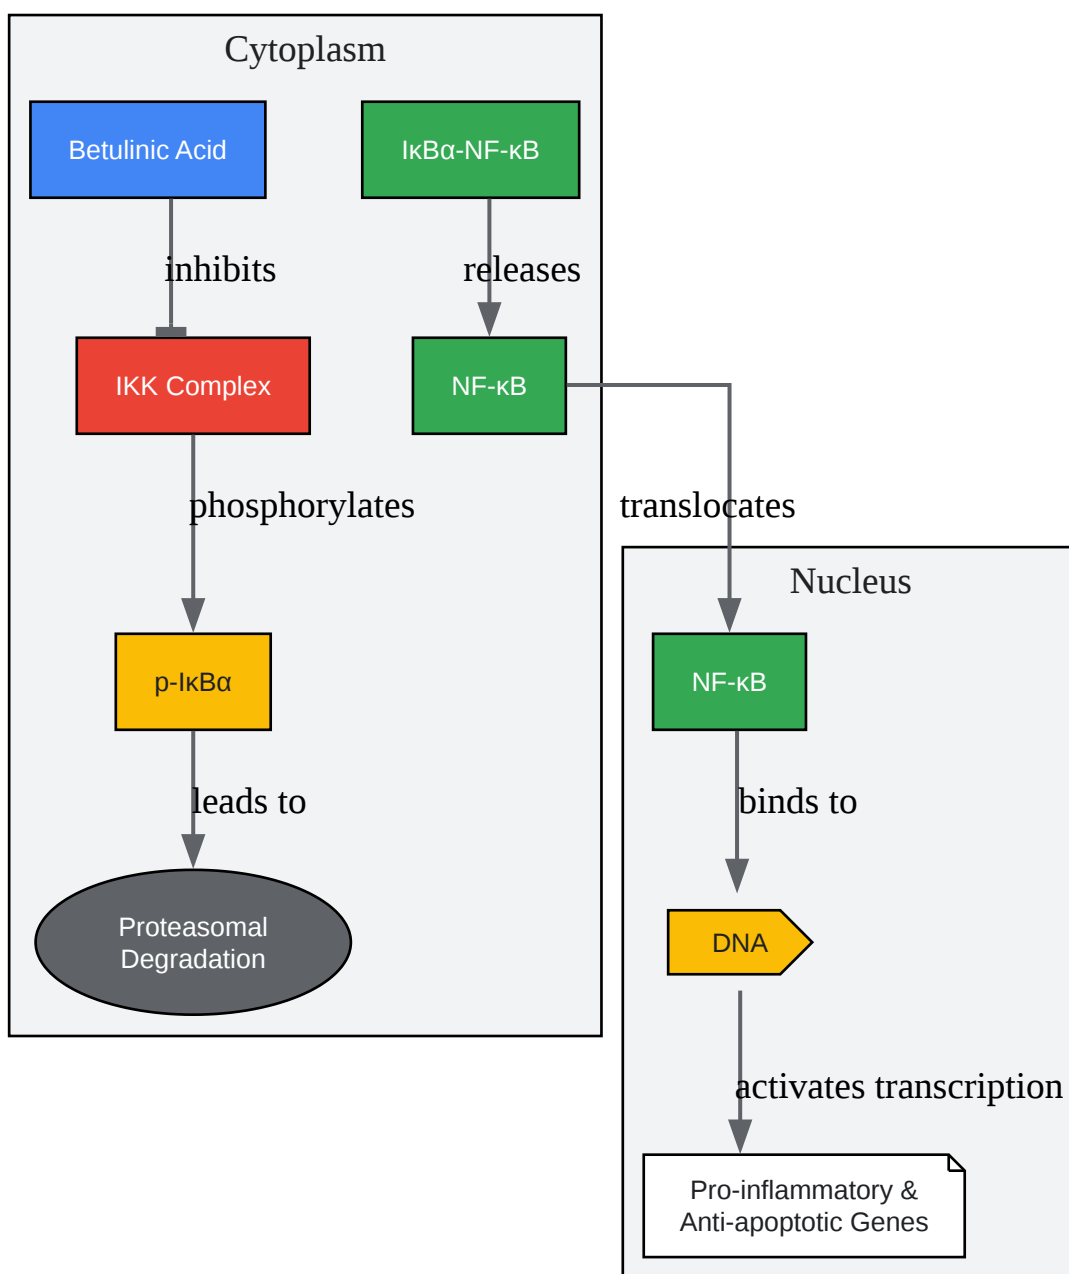 Cytoplasm
Betulinic Acid
IκBα-NF-κB
inhibits
releases
IKK Complex
NF-κB
phosphorylates
translocates
Nucleus
p-IκBα
NF-κB
leads to
binds to
Proteasomal
Degradation
DNA
activates transcription
Pro-inflammatory &
Anti-apoptotic Genes